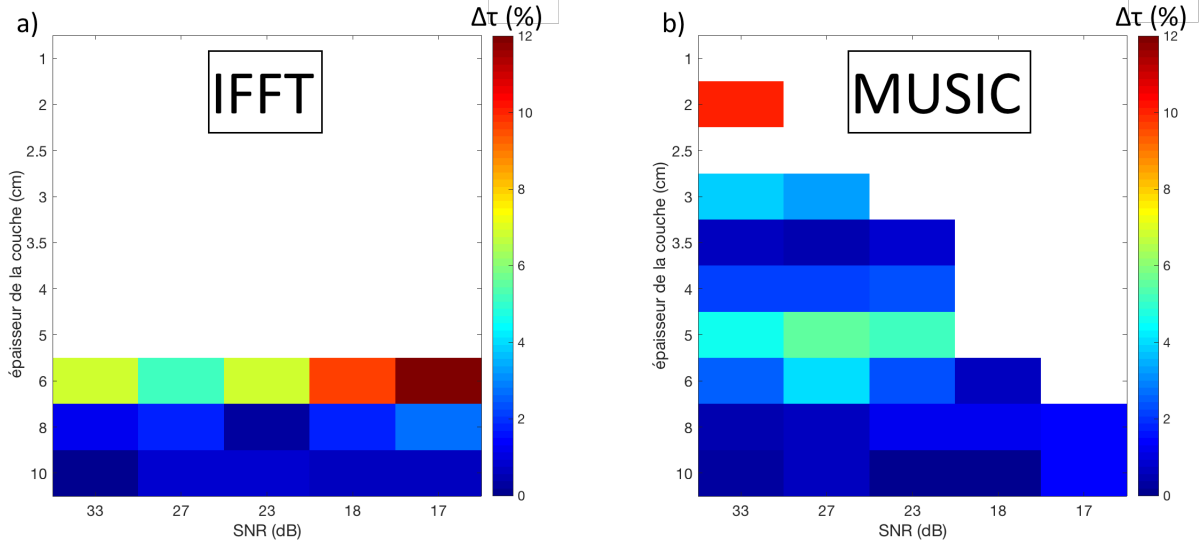 a)
Δτ (%)
IFFT
épaisseur de la couche (cm)
1
2
2.5
3
3.5
4
5
6
8
10
33 27 23 18 17
SNR (dB)
12
10
8
6
4
2
0
b)
Δτ (%)
MUSIC
épaisseur de la couche (cm)
1
2
2.5
3
3.5
4
5
6
8
10
33 27 23 18 17
SNR (dB)
12
10
8
6
4
2
0